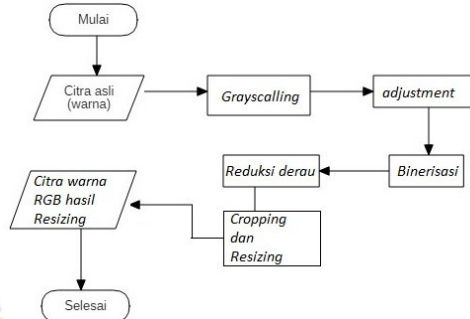 Mulai
Citra asli
(warna)
Grayscalling
adjustment
Binerisasi
Reduksi derau
Cropping
dan
Resizing
Citra warna
RGB hasil
Resizing
Selesai